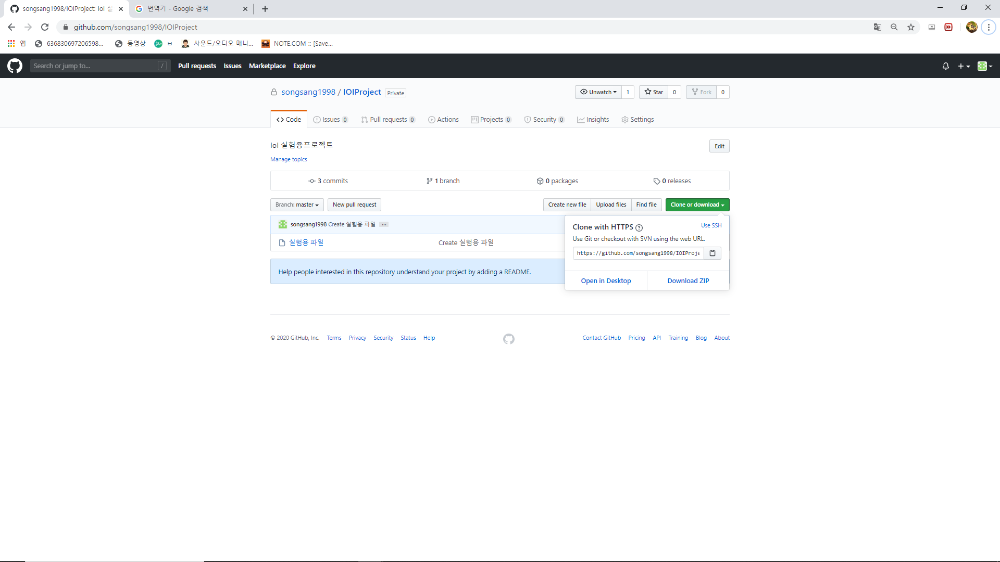 songsang1998/IOIProject: lol 실
번역기 - Google 검색
github.com/songsang1998/IOIProject
앱 636830697206598... 동영상 ㅂ 사운드/오디오 매니... NOTE.COM :: [Save...
Search or jump to... / Pull requests Issues Marketplace Explore
songsang1998 / IOIProject Private
Unwatch 1 Star 0 Fork 0
Code Issues 0 Pull requests 0 Actions Projects 0 Security 0 Insights Settings
lol 실험용프로젝트
Edit
Manage topics
3 commits 1 branch 0 packages 0 releases
Branch: master New pull request Create new file Upload files Find file Clone or download
songsang1998 Create 실험용 파일 ...
실험용 파일 Create 실험용 파일
Help people interested in this repository understand your project by adding a README.
Clone with HTTPS ?
Use SSH
Use Git or checkout with SVN using the web URL.
https://github.com/songsang1998/IOIProje
Open in Desktop Download ZIP
© 2020 GitHub, Inc. Terms Privacy Security Status Help
Contact GitHub Pricing API Training Blog About